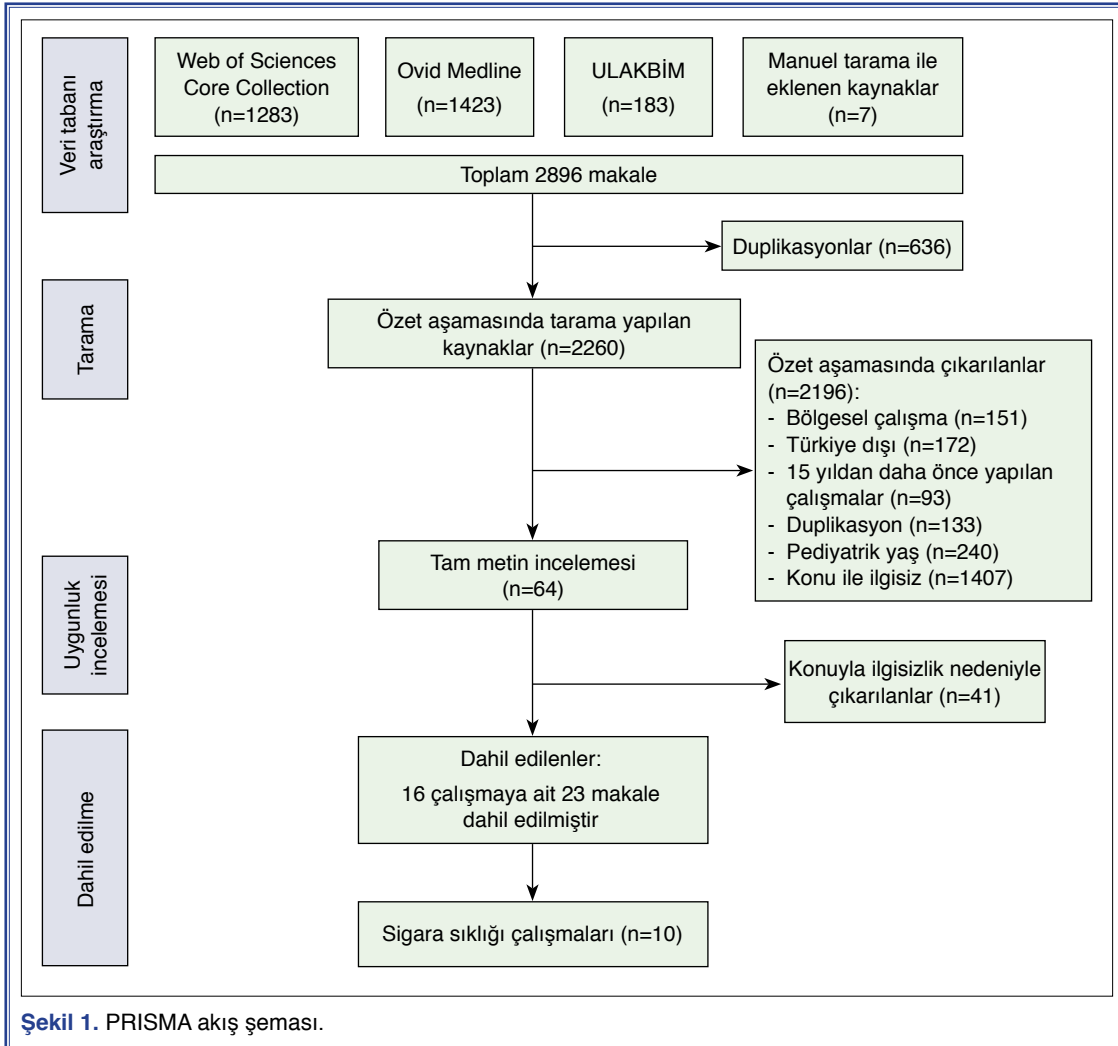 Veri tabanı
araştırma
Web of Sciences
Core Collection
(n=1283)
Ovid Medline
(n=1423)
ULAKBİM
(n=183)
Manuel tarama ile
eklenen kaynaklar
(n=7)
Toplam 2896 makale
Duplikasyonlar (n=636)
Tarama
Özet aşamasında tarama yapılan
kaynaklar (n=2260)
Özet aşamasında çıkarılanlar
(n=2196):
- Bölgesel çalışma (n=151)
- Türkiye dışı (n=172)
- 15 yıldan daha önce yapılan
çalışmalar (n=93)
- Duplikasyon (n=133)
- Pediyatrik yaş (n=240)
- Konu ile ilgisiz (n=1407)
Uygunluk
incelemesi
Tam metin incelemesi
(n=64)
Konuyla ilgisizlik nedeniyle
çıkarılanlar (n=41)
Dahil edilme
Dahil edilenler:
16 çalışmaya ait 23 makale
dahil edilmiştir
Sigara sıklığı çalışmaları (n=10)
Şekil 1. PRISMA akış şeması.